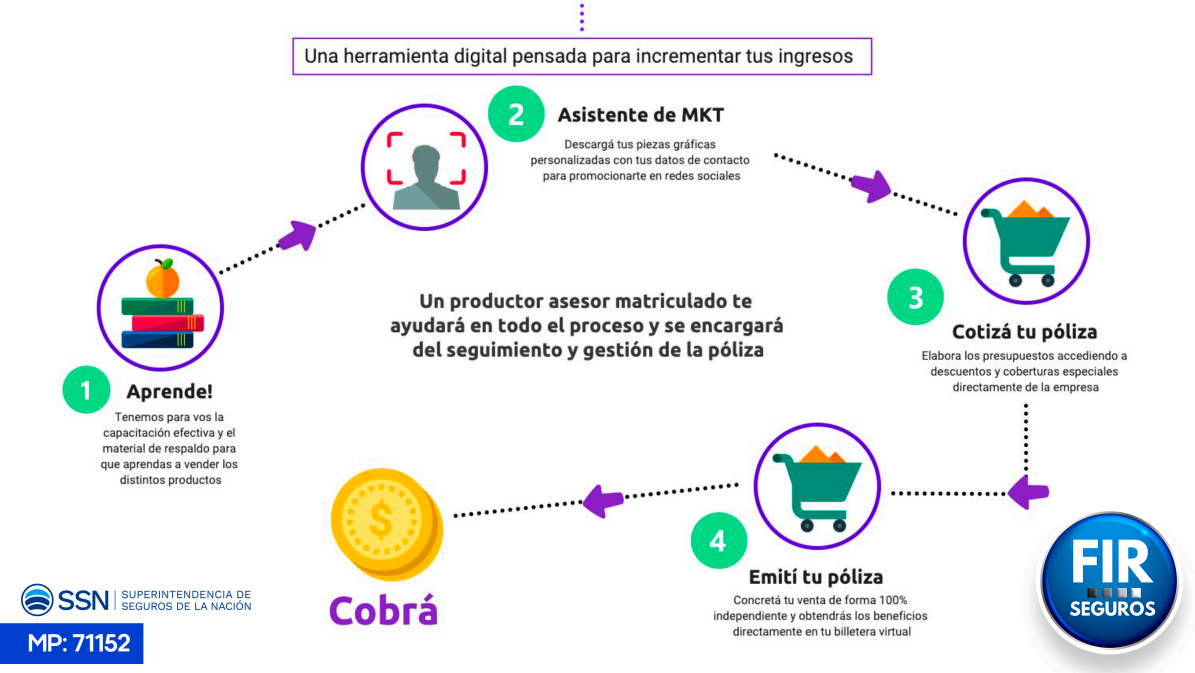 Una herramienta digital pensada para incrementar tus ingresos
2
Asistente de MKT
Descargá tus piezas gráficas
personalizadas con tus datos de contacto
para promocionarte en redes sociales
3
Cotizá tu póliza
Elabora los presupuestos accediendo a
descuentos y coberturas especiales
directamente de la empresa
Un productor asesor matriculado te
ayudará en todo el proceso y se encargará
del seguimiento y gestión de la póliza
1
Aprende!
Tenemos para vos la
capacitación efectiva y el
material de respaldo para
que aprendas a vender los
distintos productos
4
Emití tu póliza
Concretá tu venta de forma 100%
independiente y obtendrás los beneficios
directamente en tu billetera virtual
$
Cobrá
SSN
SUPERINTENDENCIA DE
SEGUROS DE LA NACIÓN
MP: 71152
FIR
SEGUROS